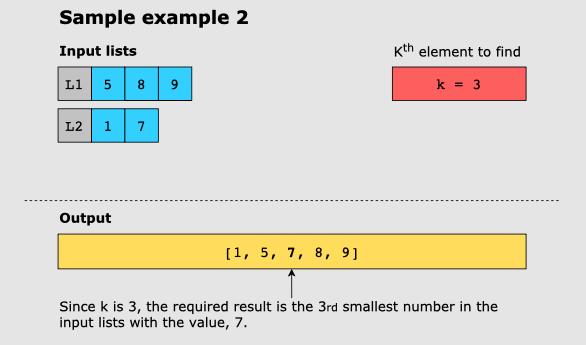 Sample example 2
Input lists
Kth element to find
L1 5 8 9
k = 3
L2 1 7
Output
[1, 5, 7, 8, 9]
Since k is 3, the required result is the 3rd smallest number in the
input lists with the value, 7.